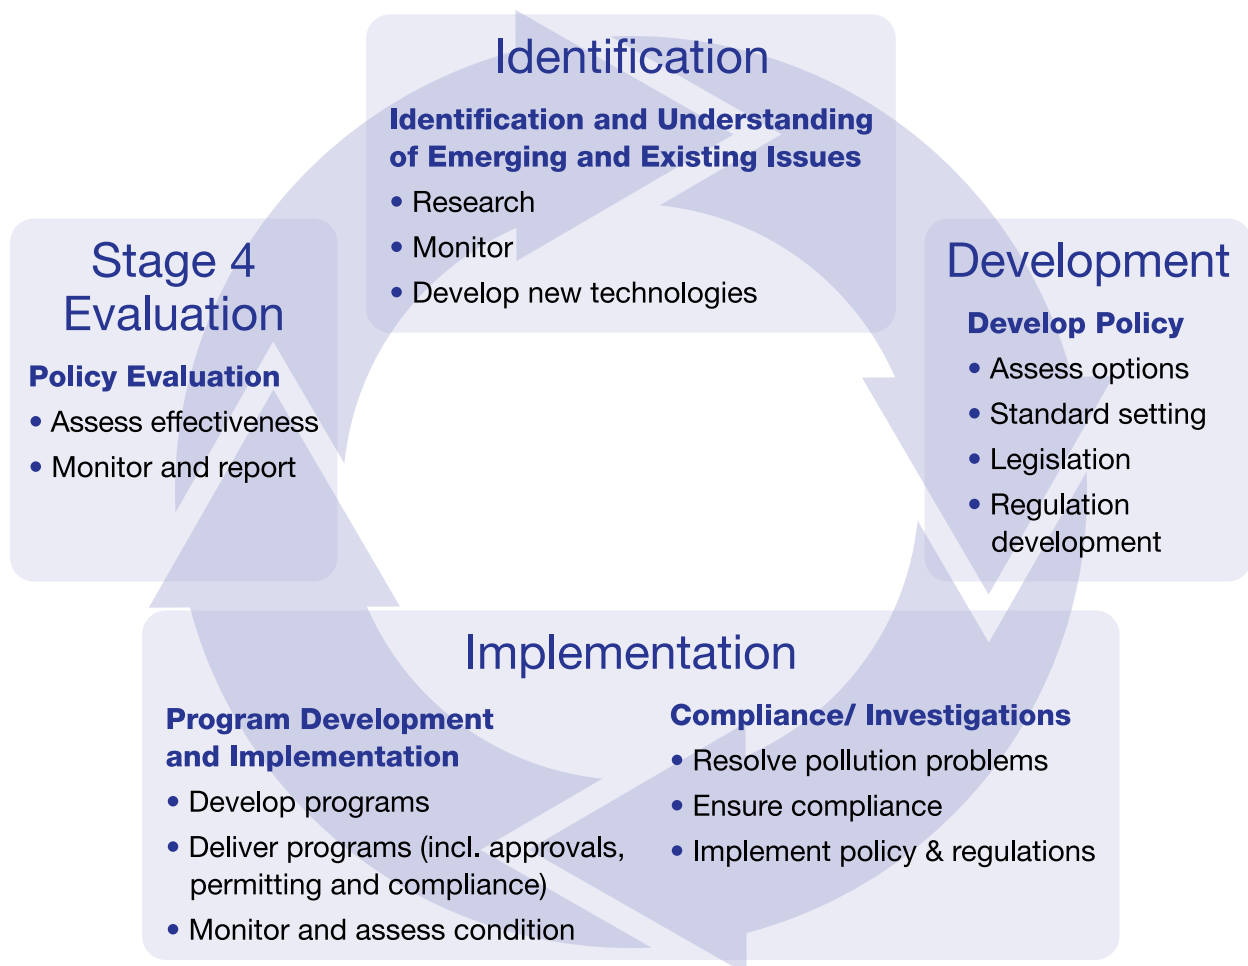 Identification
Identification and Understanding
of Emerging and Existing Issues
• Research
• Monitor
• Develop new technologies
Development
Develop Policy
• Assess options
• Standard setting
• Legislation
• Regulation
development
Implementation
Program Development
and Implementation
• Develop programs
• Deliver programs (incl. approvals,
permitting and compliance)
• Monitor and assess condition
Compliance/ Investigations
• Resolve pollution problems
• Ensure compliance
• Implement policy & regulations
Stage 4
Evaluation
Policy Evaluation
• Assess effectiveness
• Monitor and report